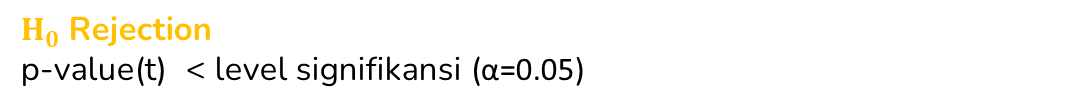 H₀ Rejection
p-value(t) < level signifikansi (α=0.05)